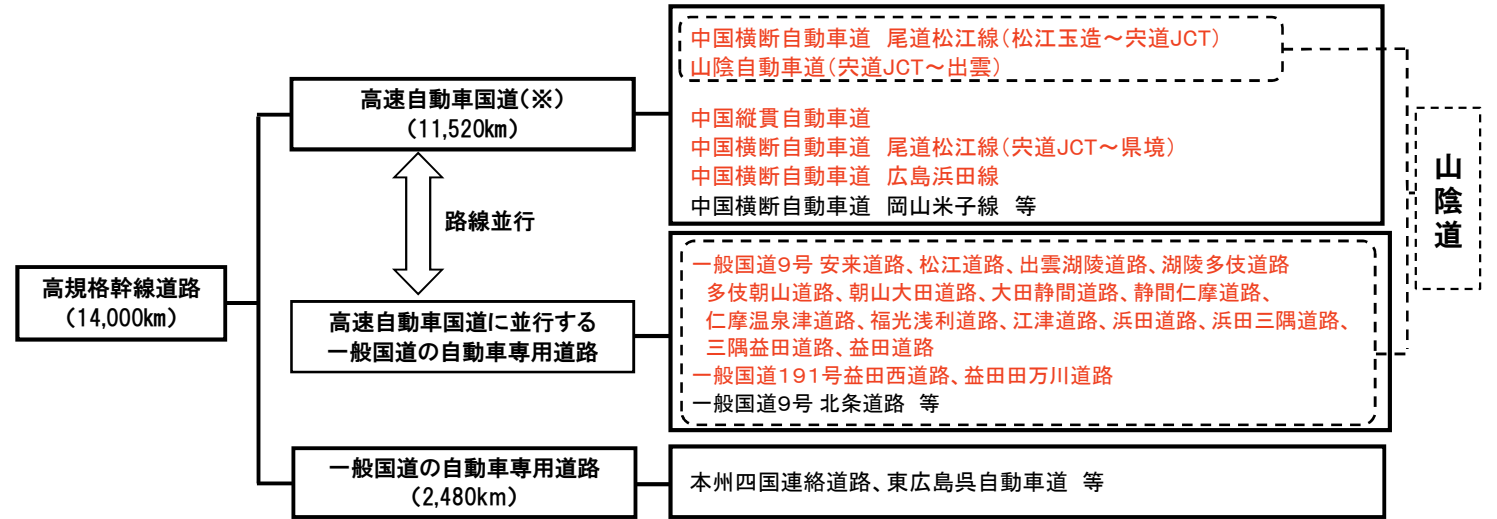 高規格幹線道路
(14,000km)
高速自動車国道(※)
(11,520km)
路線並行
高速自動車国道に並行する
一般国道の自動車専用道路
一般国道の自動車専用道路
(2,480km)
中国横断自動車道 尾道松江線(松江玉造~宍道JCT)
山陰自動車道(宍道JCT~出雲)
中国縦貫自動車道
中国横断自動車道 尾道松江線(宍道JCT~県境)
中国横断自動車道 広島浜田線
中国横断自動車道 岡山米子線 等
一般国道9号 安来道路、松江道路、出雲湖陵道路、湖陵多伎道路
多伎朝山道路、朝山大田道路、大田静間道路、静間仁摩道路、
仁摩温泉津道路、福光浅利道路、江津道路、浜田道路、浜田三隅道路、
三隅益田道路、益田道路
一般国道191号益田西道路、益田田万川道路
一般国道9号 北条道路 等
本州四国連絡道路、東広島呉自動車道 等
山陰道